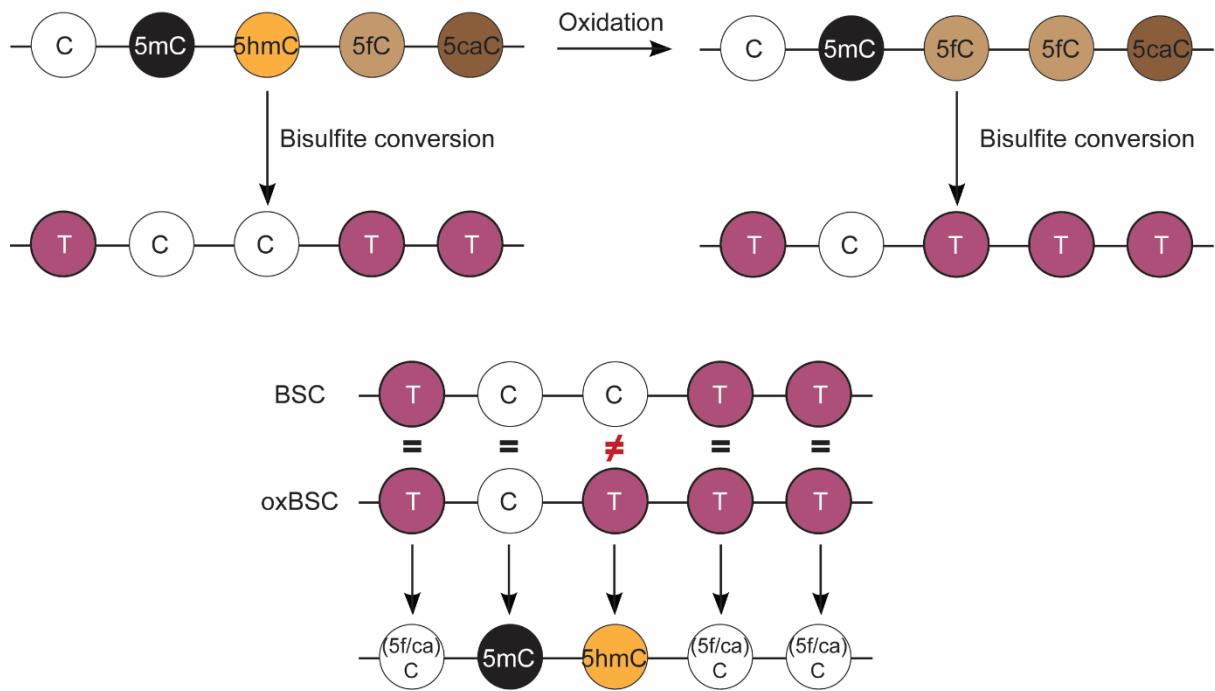 C 5mC 5hmC 5fC 5caC
Oxidation
C 5mC 5fC 5fC 5caC
Bisulfite conversion
Bisulfite conversion
T C C T T
T C T T T
BSC T C C T T
= = ≠ = =
oxBSC T C T T T
(5f/ca) C
5mC
5hmC
(5f/ca) C
(5f/ca) C